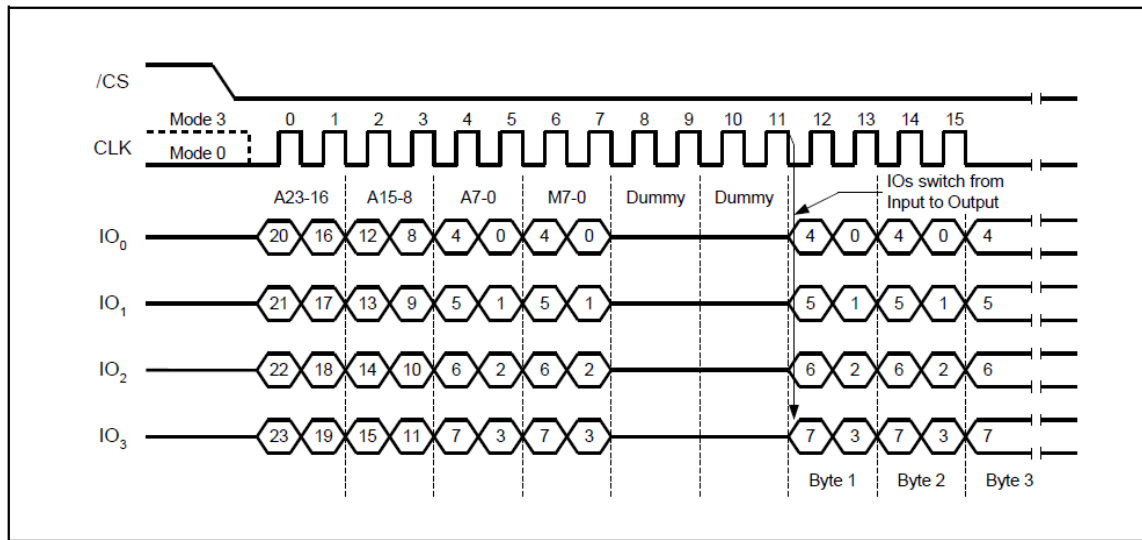 /CS
Mode 3 0 1 2 3 4 5 6 7 8 9 10 11 12 13 14 15
CLK
Mode 0
IOs switch from
Input to Output
A23-16 A15-8 A7-0 M7-0 Dummy Dummy
IO0 20 16 12 8 4 0 4 0 4 0 4 0 4
IO1 21 17 13 9 5 1 5 1 5 1 5 1 5
IO2 22 18 14 10 6 2 6 2 6 2 6 2 6
IO3 23 19 15 11 7 3 7 3 7 3 7 3 7
Byte 1 Byte 2 Byte 3